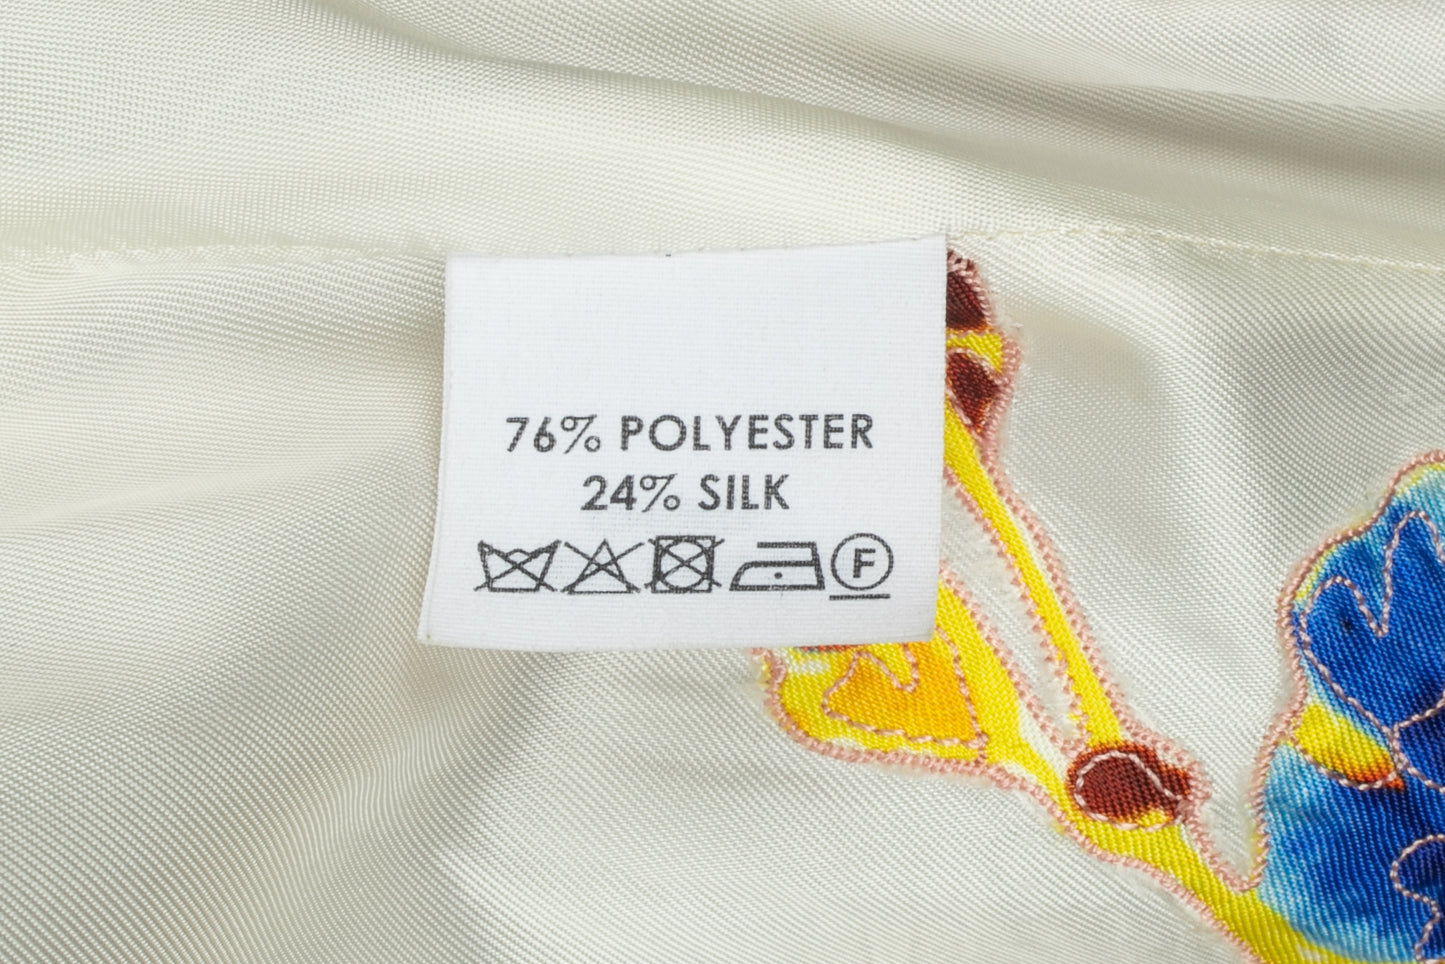 76% POLYESTER
24% SILK
F